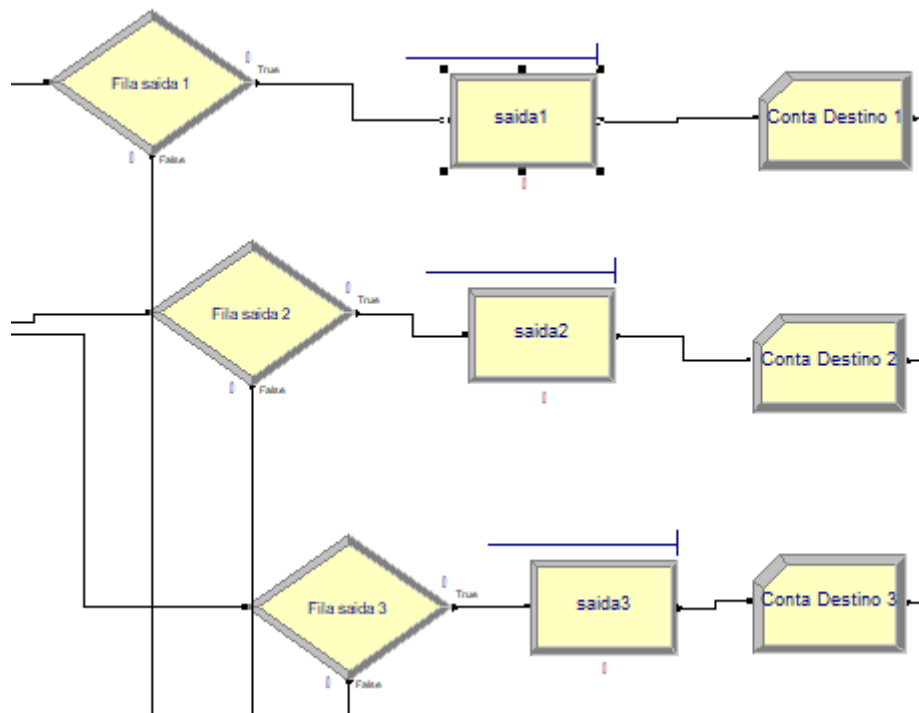 Fila saida 1
True
False
saida1
Conta Destino 1
Fila saida 2
True
False
saida2
Conta Destino 2
Fila saida 3
True
False
saida3
Conta Destino 3